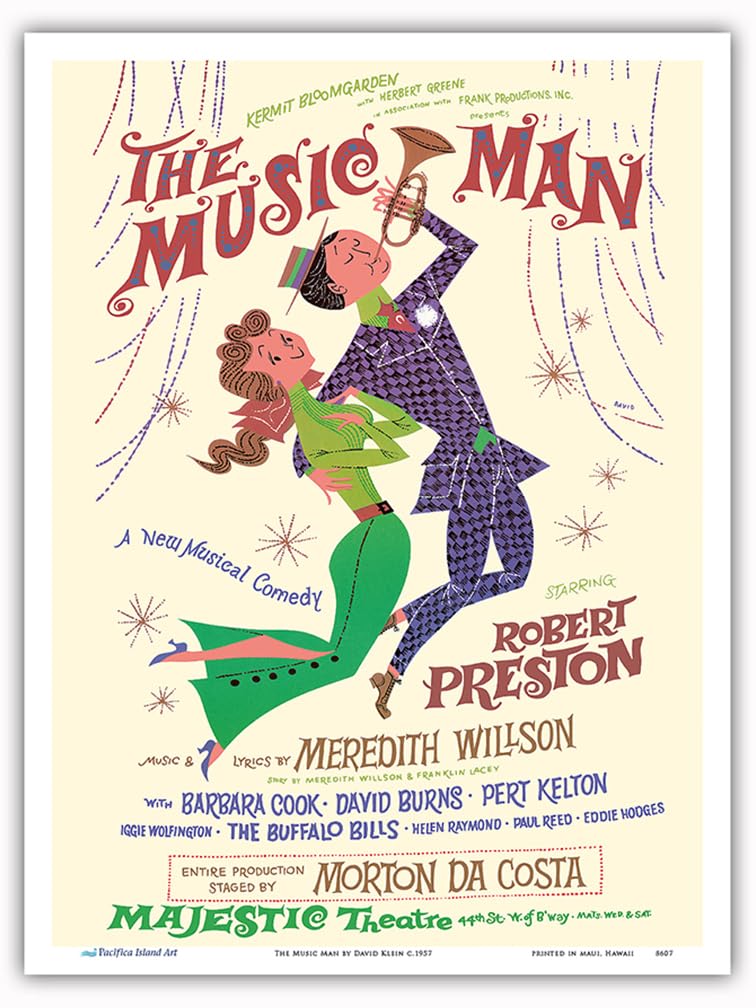 KERMIT BLOOMGARDEN
WITH HERBERT GREENE
IN ASSOCIATION WITH FRANK PRODUCTIONS, INC.
presents
THE MUSIC MAN
DAVID
A New Musical Comedy
STARRING
ROBERT
PRESTON
MUSIC & LYRICS BY MEREDITH WILLSON
STORY BY MEREDITH WILLSON & FRANKLIN LACEY
WITH BARBARA COOK · DAVID BURNS · PERT KELTON
IGGIE WOLFINGTON · THE BUFFALO BILLS · HELEN RAYMOND · PAUL REED · EDDIE HODGES
ENTIRE PRODUCTION
STAGED BY MORTON DA COSTA
MAJESTIC Theatre 44th St. W. of B'way · MATS. WED. & SAT.
Pacifica Island Art THE MUSIC MAN BY DAVID KLEIN C.1957 PRINTED IN MAUI, HAWAII 8607